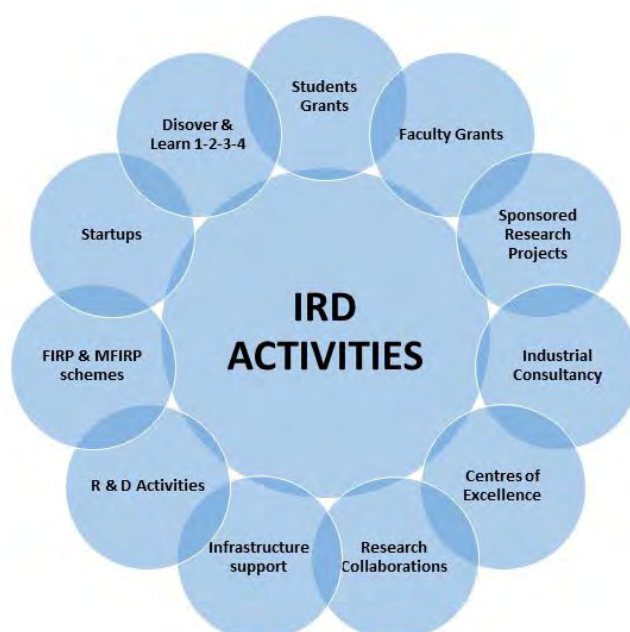 IRD
ACTIVITIES
Students
Grants
Faculty Grants
Sponsored
Research
Projects
Industrial
Consultancy
Centres of
Excellence
Research
Collaborations
Infrastructure
support
R & D Activities
FIRP & MFIRP
schemes
Startups
Disover &
Learn 1-2-3-4